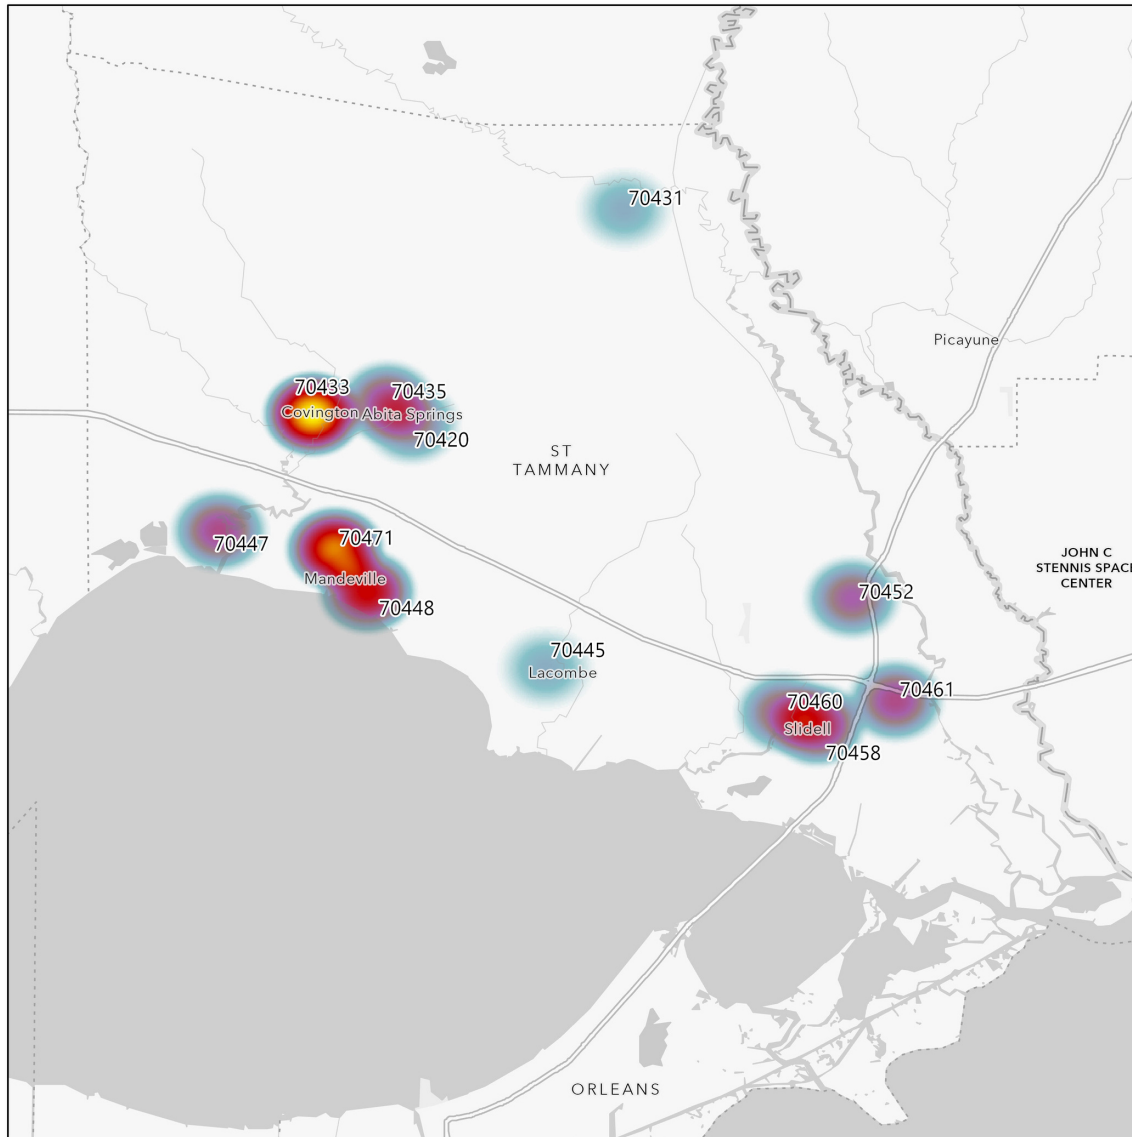 70431
Picayune
70433
70435
Covington
Abita Springs
70420
ST
TAMMANY
70447
70471
Mandeville
70448
JOHN C
STENNIS SPACE
CENTER
70452
70445
Lacombe
70460
70461
Slidell
70458
ORLEANS